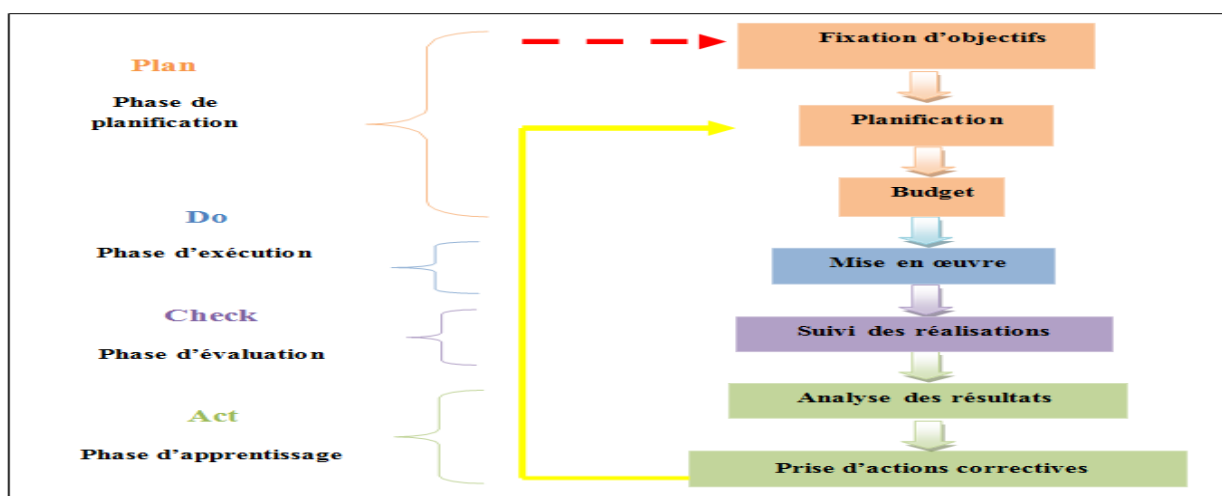 Plan
Phase de
planification
Do
Phase d'exécution
Check
Phase d'évaluation
Act
Phase d'apprentissage
Fixation d'objectifs
Planification
Budget
Mise en œuvre
Suivi des réalisations
Analyse des résultats
Prise d'actions correctives